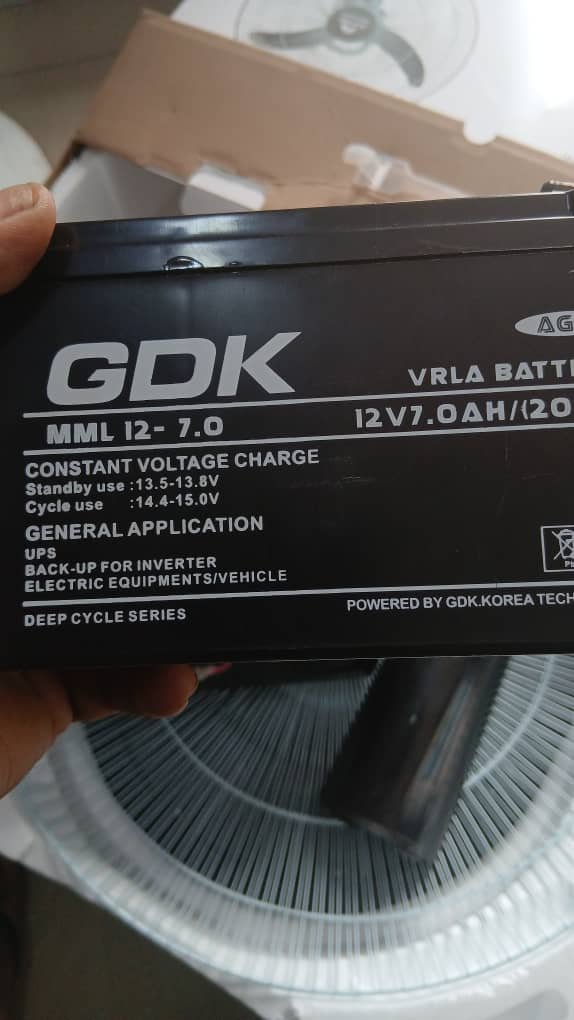 AG
GDK
VRLA BATT
MML 12- 7.0
12V7.0AH/(20
CONSTANT VOLTAGE CHARGE
Standby use :13.5-13.8V
Cycle use :14.4-15.0V
GENERAL APPLICATION
UPS
BACK-UP FOR INVERTER
ELECTRIC EQUIPMENTS/VEHICLE
Pb
DEEP CYCLE SERIES
POWERED BY GDK.KOREA TECH